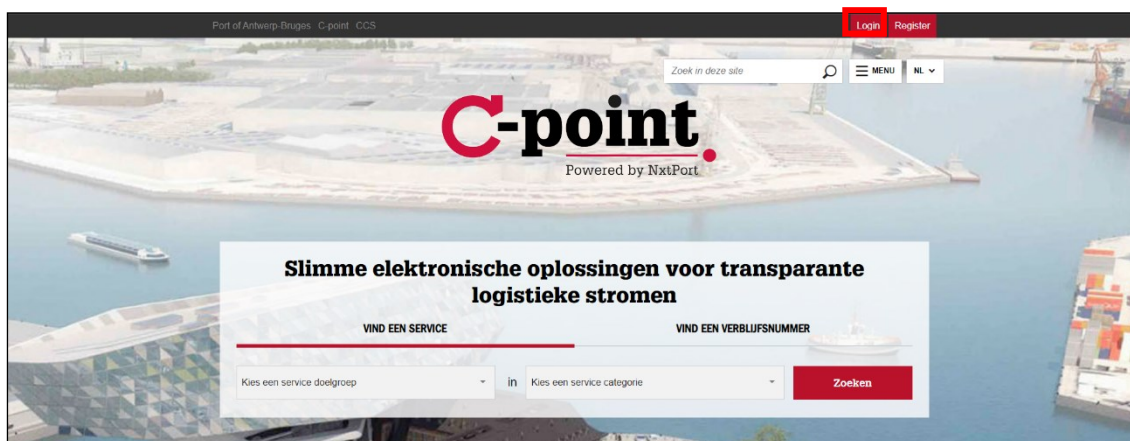 Port of Antwerp-Bruges C-point CCS Login Register
Zoek in deze site MENU NL
C-point.
Powered by NxtPort
Slimme elektronische oplossingen voor transparante
logistieke stromen
VIND EEN SERVICE VIND EEN VERBLIJFSNUMMER
Kies een service doelgroep in Kies een service categorie Zoeken